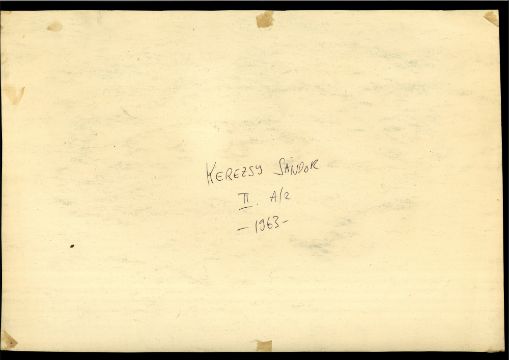 KEREZSY SÁNDOR
II. A/2
-1963-